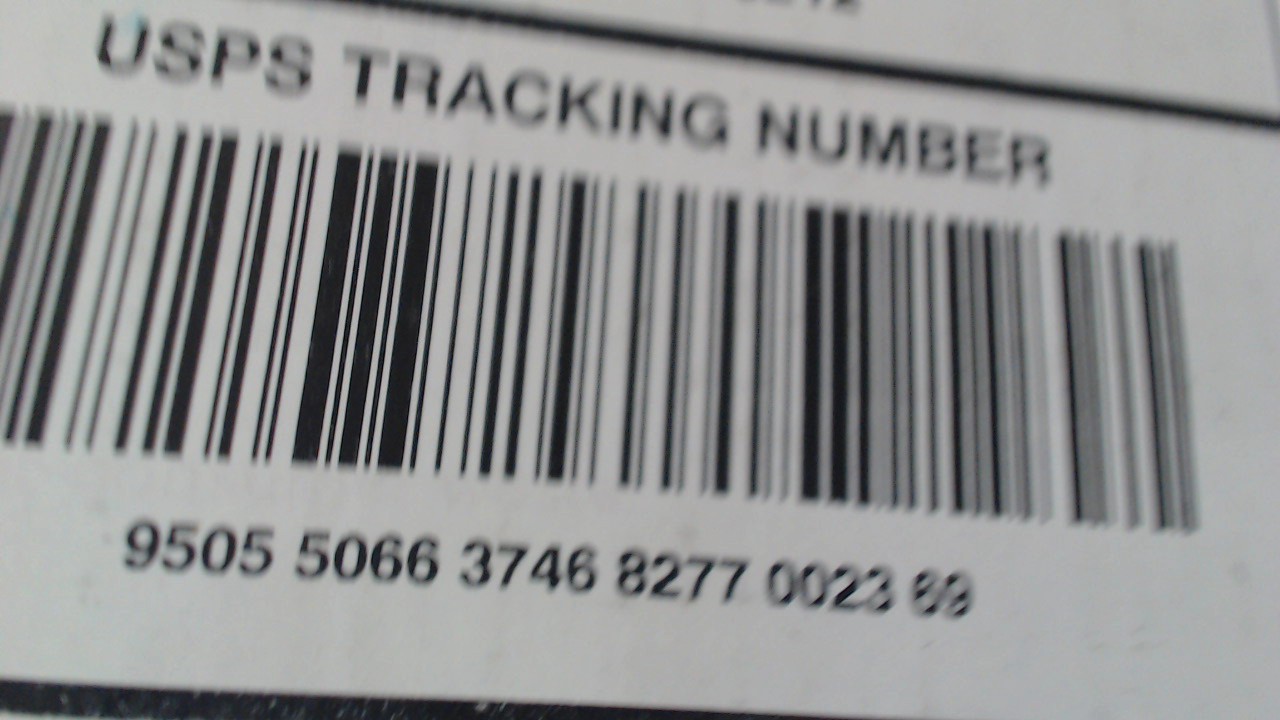 USPS TRACKING NUMBER
9505 5066 3746 8277 0023 69